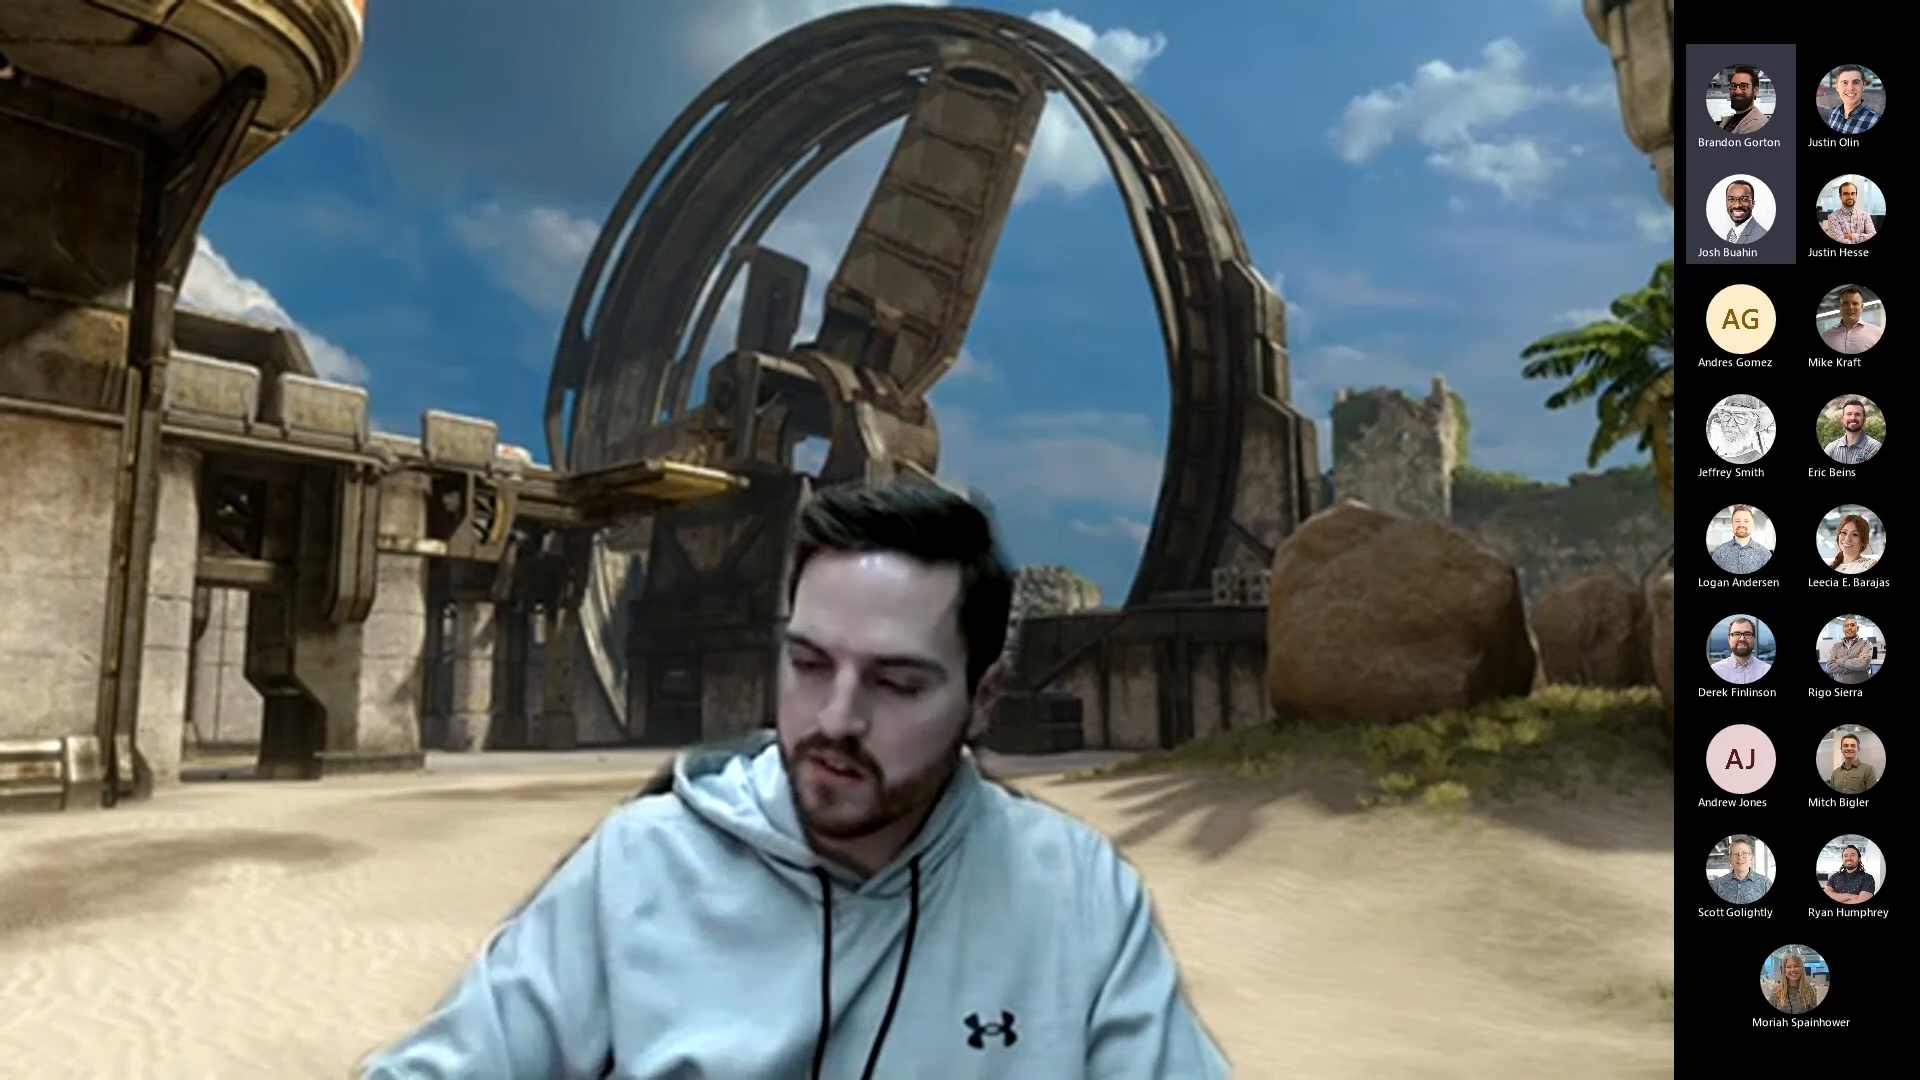 Brandon Gorton
Justin Olin
Josh Buahin
Justin Hesse
AG
Andres Gomez
Mike Kraft
Jeffrey Smith
Eric Beins
Logan Andersen
Leecia E. Barajas
Derek Finlinson
Rigo Sierra
AJ
Andrew Jones
Mitch Bigler
Scott Golightly
Ryan Humphrey
Moriah Spainhower